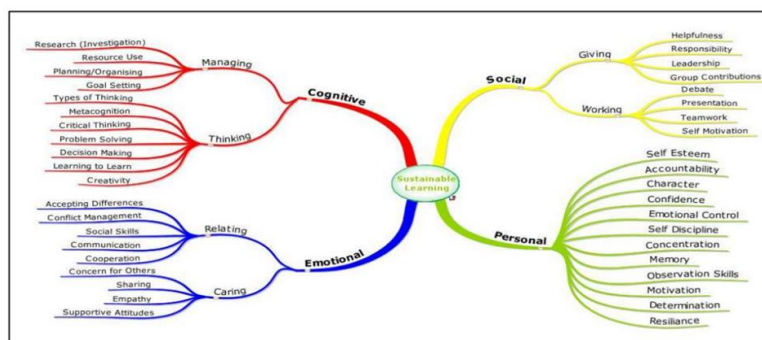 Research (Investigation)
Resource Use
Planning/Organising
Goal Setting
Managing
Types of Thinking
Metacognition
Critical Thinking
Problem Solving
Decision Making
Learning to Learn
Creativity
Thinking
Cognitive
Accepting Differences
Conflict Management
Social Skills
Communication
Cooperation
Relating
Concern for Others
Sharing
Empathy
Supportive Attitudes
Caring
Emotional
Sustainable
Learning
Social
Giving
Helpfulness
Responsibility
Leadership
Group Contributions
Working
Debate
Presentation
Teamwork
Self Motivation
Personal
Self Esteem
Accountability
Character
Confidence
Emotional Control
Self Discipline
Concentration
Memory
Observation Skills
Motivation
Determination
Resiliance